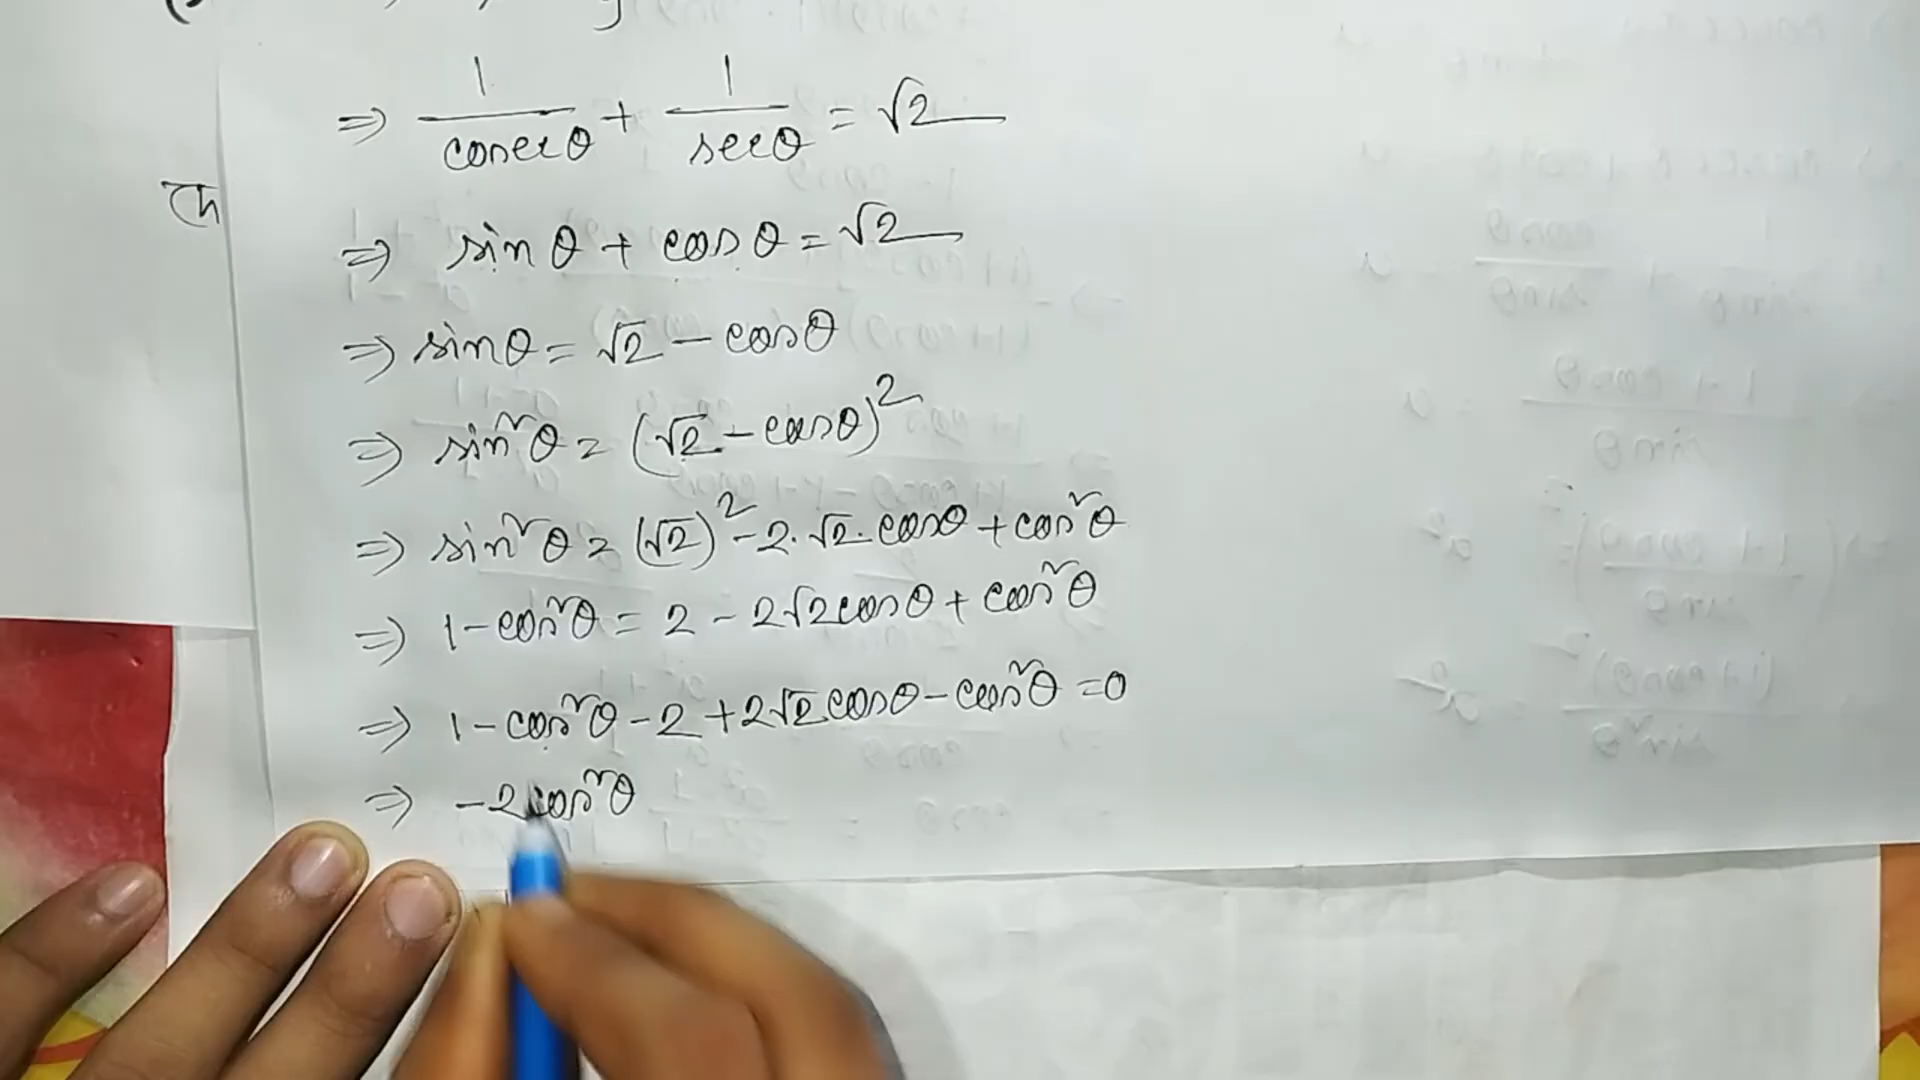 ⇒ 1/cosecθ + 1/secθ = √2
⇒ sinθ + cosθ = √2
⇒ sinθ = √2 - cosθ
⇒ sin²θ = (√2 - cosθ)²
⇒ sin²θ = (√2)² - 2.√2.cosθ + cos²θ
⇒ 1 - cos²θ = 2 - 2√2cosθ + cos²θ
⇒ 1 - cos²θ - 2 + 2√2cosθ - cos²θ = 0
⇒ -2cos²θ